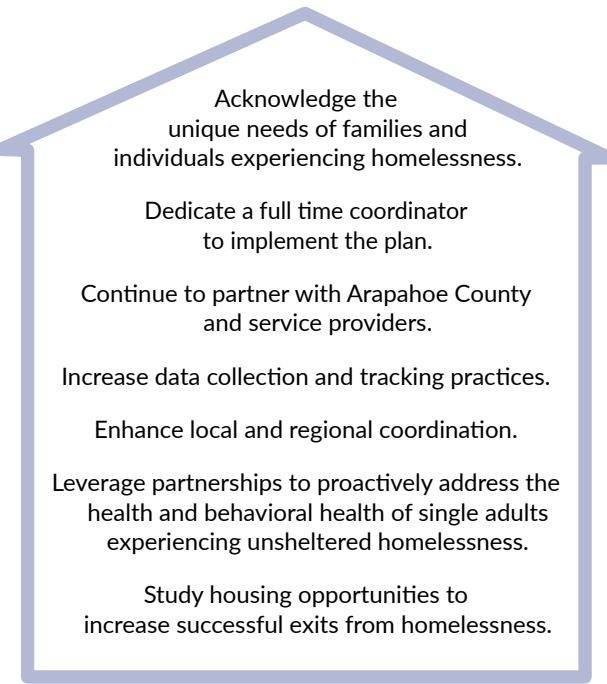 Acknowledge the
unique needs of families and
individuals experiencing homelessness.
Dedicate a full time coordinator
to implement the plan.
Continue to partner with Arapahoe County
and service providers.
Increase data collection and tracking practices.
Enhance local and regional coordination.
Leverage partnerships to proactively address the
health and behavioral health of single adults
experiencing unsheltered homelessness.
Study housing opportunities to
increase successful exits from homelessness.